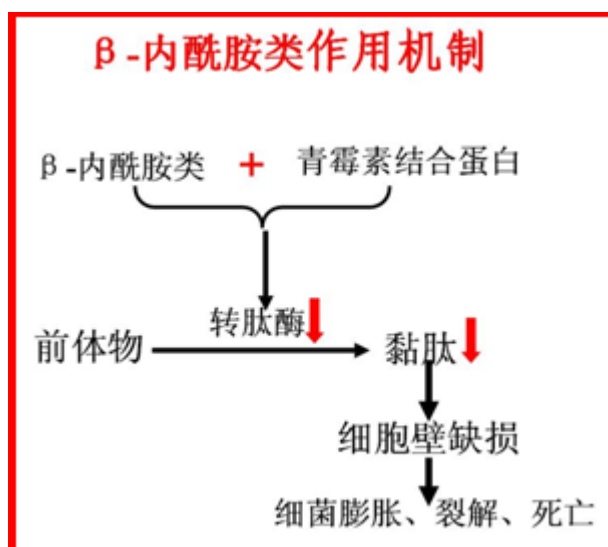 β-内酰胺类作用机制
β-内酰胺类 + 青霉素结合蛋白
转肽酶
前体物 黏肽
细胞壁缺损
细菌膨胀、裂解、死亡